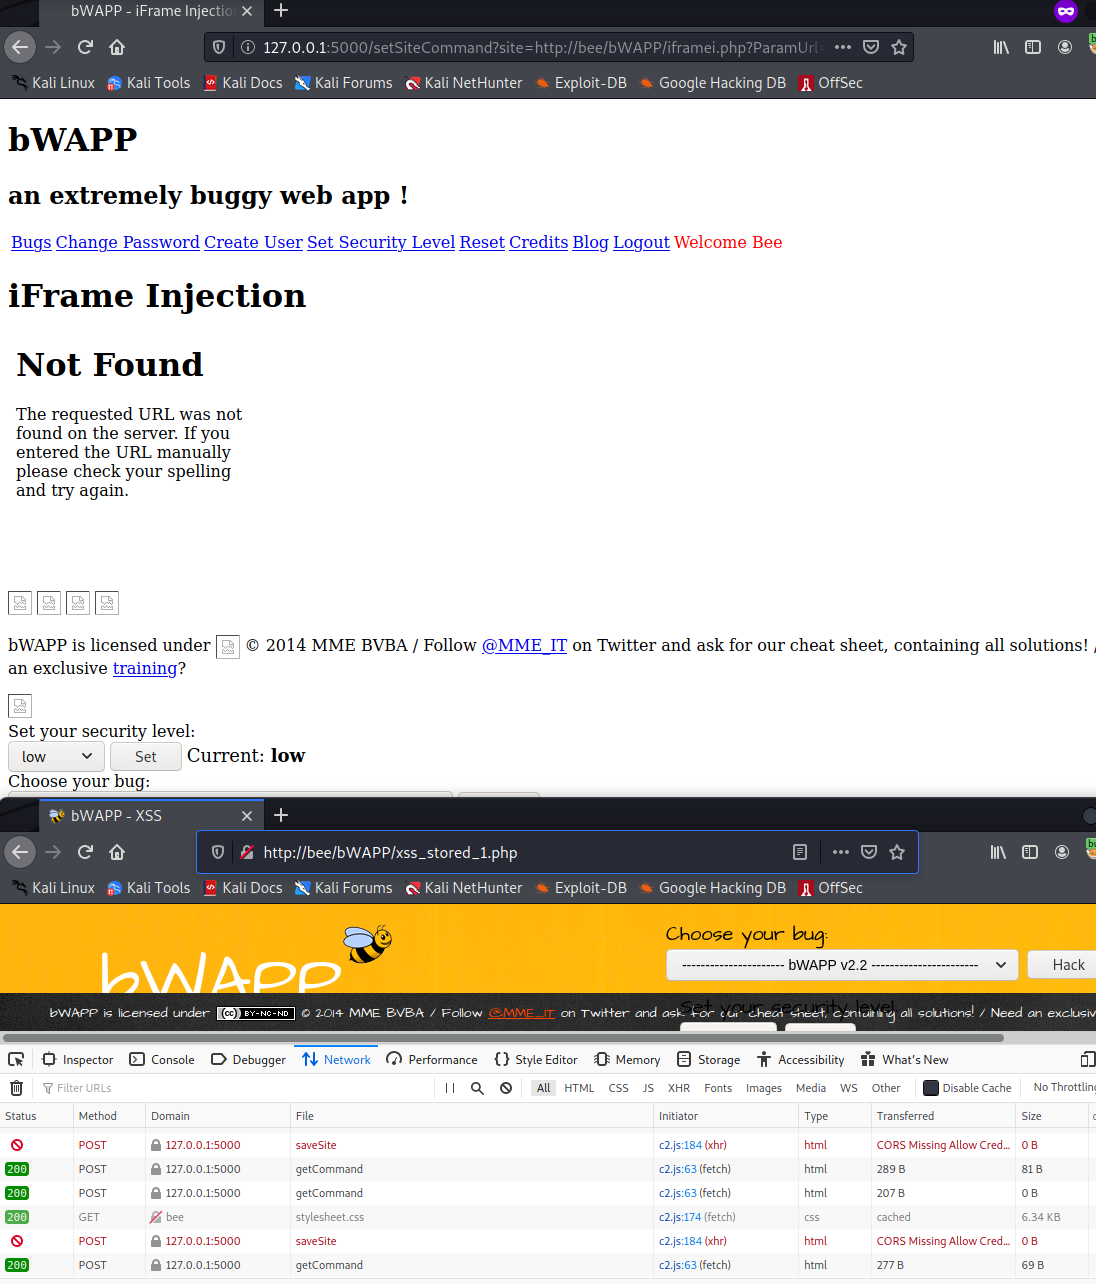 bWAPP - iFrame Injectio
127.0.0.1:5000/setSiteCommand?site=http://bee/bWAPP/iframei.php?ParamUrl=
Kali Linux Kali Tools Kali Docs Kali Forums Kali NetHunter Exploit-DB Google Hacking DB OffSec
bWAPP
an extremely buggy web app !
Bugs Change Password Create User Set Security Level Reset Credits Blog Logout Welcome Bee
iFrame Injection
Not Found
The requested URL was not
found on the server. If you
entered the URL manually
please check your spelling
and try again.
bWAPP is licensed under © 2014 MME BVBA / Follow @MME_IT on Twitter and ask for our cheat sheet, containing all solutions! /
an exclusive training?
Set your security level:
low Set Current: low
Choose your bug:
bWAPP - XSS
http://bee/bWAPP/xss_stored_1.php
Kali Linux Kali Tools Kali Docs Kali Forums Kali NetHunter Exploit-DB Google Hacking DB OffSec
Choose your bug:
bWAPP
---------------------- bWAPP v2.2 ----------------------- Hack
Set your security level:
bWAPP is licensed under (cc) BY-NC-ND © 2014 MME BVBA / Follow @MME_IT on Twitter and ask for our cheat sheet, containing all solutions! / Need an exclusiv
Inspector Console Debugger Network Performance Style Editor Memory Storage Accessibility What's New
Filter URLs All HTML CSS JS XHR Fonts Images Media WS Other Disable Cache No Throttling
Status Method Domain File Initiator Type Transferred Size
POST 127.0.0.1:5000 saveSite c2.js:184 (xhr) html CORS Missing Allow Cred... 0 B
200 POST 127.0.0.1:5000 getCommand c2.js:63 (fetch) html 289 B 81 B
200 POST 127.0.0.1:5000 getCommand c2.js:63 (fetch) html 207 B 0 B
200 GET bee stylesheet.css c2.js:174 (fetch) css cached 6.34 KB
POST 127.0.0.1:5000 saveSite c2.js:184 (xhr) html CORS Missing Allow Cred... 0 B
200 POST 127.0.0.1:5000 getCommand c2.js:63 (fetch) html 277 B 69 B